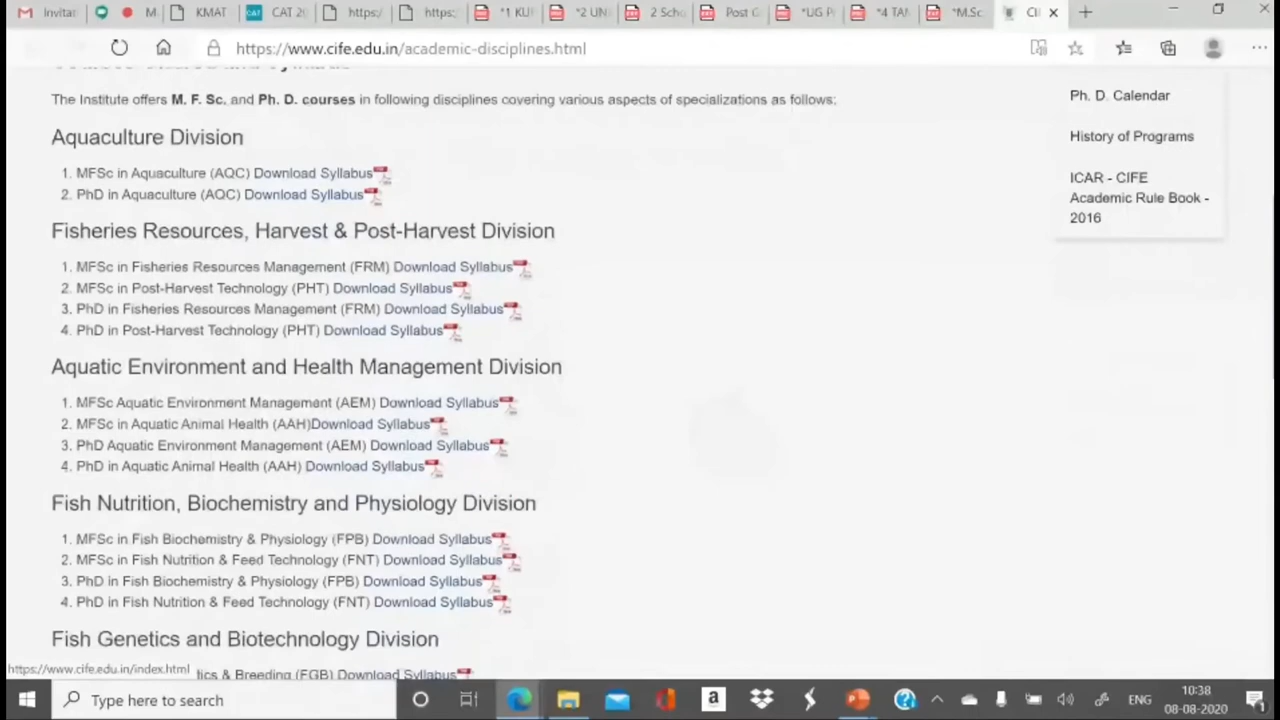 Invitat
M
KMAT
CAT 20
https:/
https:
*1 KU
*2 UN
2 Scho
Post G
*UG P
*4 TA
*M.Sc
CI
https://www.cife.edu.in/academic-disciplines.html
The Institute offers M. F. Sc. and Ph. D. courses in following disciplines covering various aspects of specializations as follows:
Aquaculture Division
1. MFSc in Aquaculture (AQC) Download Syllabus
2. PhD in Aquaculture (AQC) Download Syllabus
Fisheries Resources, Harvest & Post-Harvest Division
1. MFSc in Fisheries Resources Management (FRM) Download Syllabus
2. MFSc in Post-Harvest Technology (PHT) Download Syllabus
3. PhD in Fisheries Resources Management (FRM) Download Syllabus
4. PhD in Post-Harvest Technology (PHT) Download Syllabus
Aquatic Environment and Health Management Division
1. MFSc Aquatic Environment Management (AEM) Download Syllabus
2. MFSc in Aquatic Animal Health (AAH)Download Syllabus
3. PhD Aquatic Environment Management (AEM) Download Syllabus
4. PhD in Aquatic Animal Health (AAH) Download Syllabus
Fish Nutrition, Biochemistry and Physiology Division
1. MFSc in Fish Biochemistry & Physiology (FPB) Download Syllabus
2. MFSc in Fish Nutrition & Feed Technology (FNT) Download Syllabus
3. PhD in Fish Biochemistry & Physiology (FPB) Download Syllabus
4. PhD in Fish Nutrition & Feed Technology (FNT) Download Syllabus
Fish Genetics and Biotechnology Division
tics & Breeding (FGB) Download Syllabus
Ph. D. Calendar
History of Programs
ICAR - CIFE
Academic Rule Book -
2016
https://www.cife.edu.in/index.html
Type here to search
ENG
10:38
08-08-2020